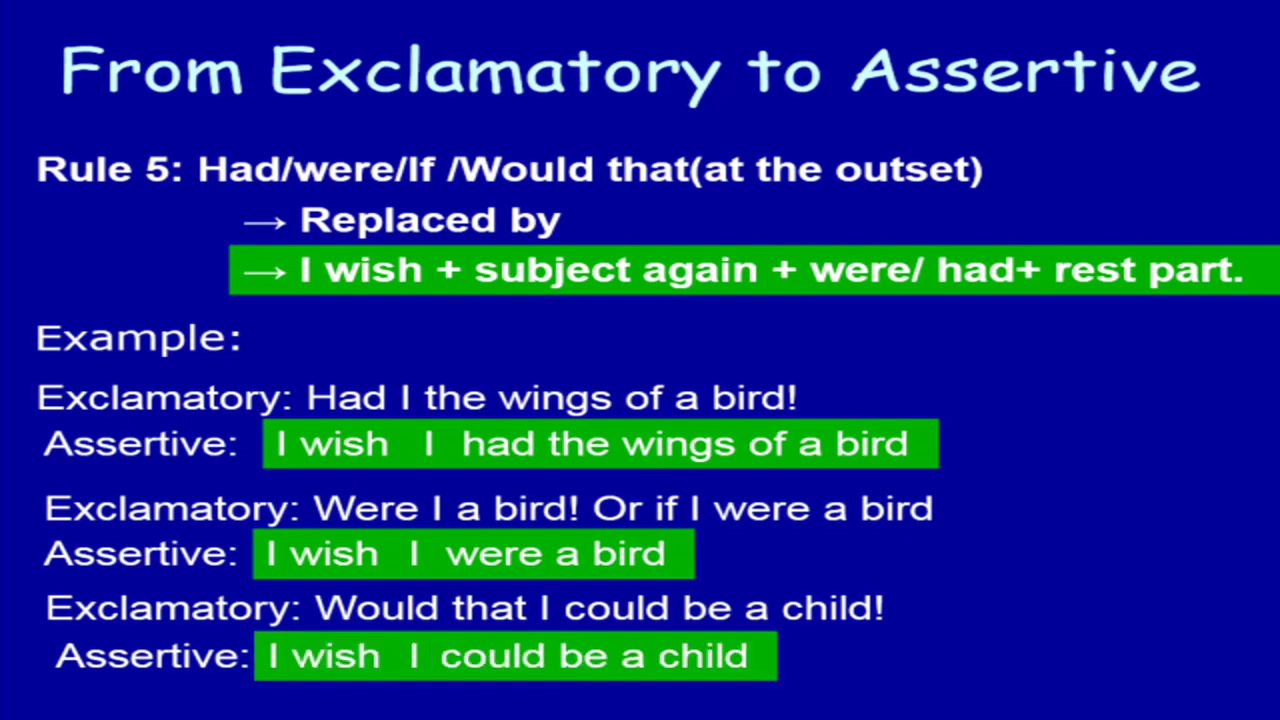 From Exclamatory to Assertive
Rule 5: Had/were/If /Would that(at the outset)
→ Replaced by
→ I wish + subject again + were/ had+ rest part.
Example:
Exclamatory: Had I the wings of a bird!
Assertive: I wish I had the wings of a bird
Exclamatory: Were I a bird! Or if I were a bird
Assertive: I wish I were a bird
Exclamatory: Would that I could be a child!
Assertive: I wish I could be a child